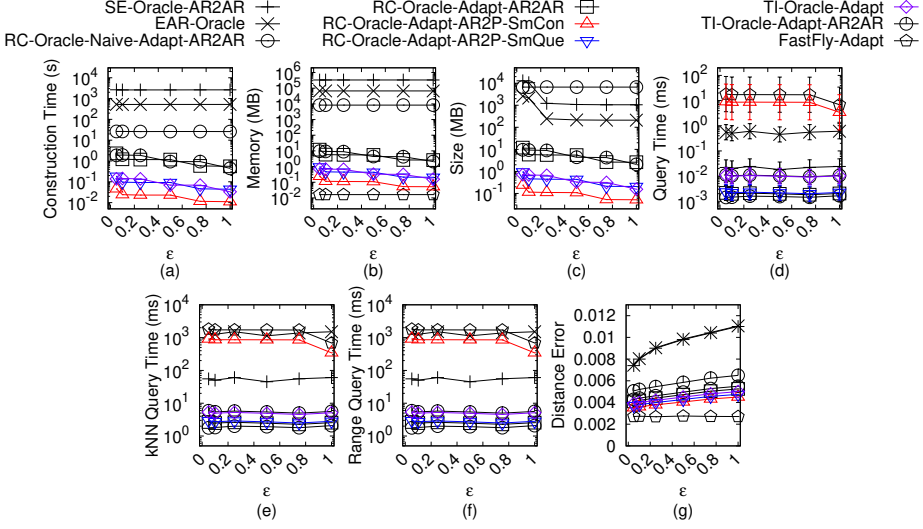 SE-Oracle-AR2AR
EAR-Oracle
RC-Oracle-Naive-Adapt-AR2AR
RC-Oracle-Adapt-AR2AR
RC-Oracle-Adapt-AR2P-SmCon
RC-Oracle-Adapt-AR2P-SmQue
TI-Oracle-Adapt
TI-Oracle-Adapt-AR2AR
FastFly-Adapt
Construction Time (s)
10^4
10^3
10^2
10^1
10^0
10^-1
10^-2
0 0.2 0.4 0.6 0.8 1
ε
(a)
Memory (MB)
10^6
10^5
10^4
10^3
10^2
10^1
10^0
10^-1
10^-2
0 0.2 0.4 0.6 0.8 1
ε
(b)
Size (MB)
10^4
10^3
10^2
10^1
10^0
10^-1
0 0.2 0.4 0.6 0.8 1
ε
(c)
Query Time (ms)
10^2
10^1
10^0
10^-1
10^-2
10^-3
0 0.2 0.4 0.6 0.8 1
ε
(d)
kNN Query Time (ms)
10^4
10^3
10^2
10^1
10^0
0 0.2 0.4 0.6 0.8 1
ε
(e)
Range Query Time (ms)
10^4
10^3
10^2
10^1
10^0
0 0.2 0.4 0.6 0.8 1
ε
(f)
Distance Error
0.012
0.01
0.008
0.006
0.004
0.002
0
0 0.2 0.4 0.6 0.8 1
ε
(g)